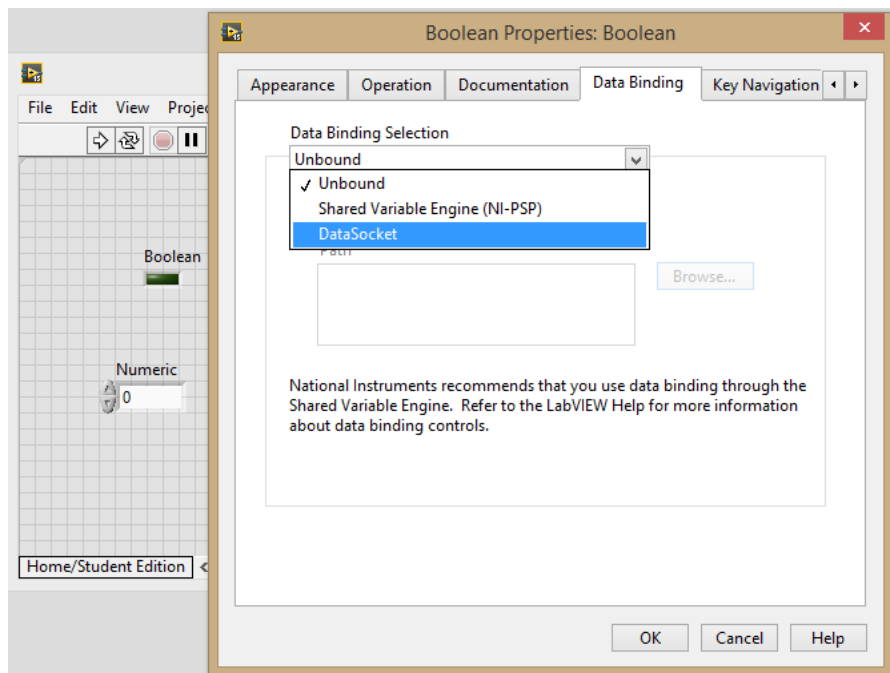 Boolean Properties: Boolean
File Edit View Projec
Boolean
Numeric
0
Home/Student Edition
Appearance Operation Documentation Data Binding Key Navigation
Data Binding Selection
Unbound
Unbound
Shared Variable Engine (NI-PSP)
DataSocket
Path
Browse...
National Instruments recommends that you use data binding through the
Shared Variable Engine. Refer to the LabVIEW Help for more information
about data binding controls.
OK Cancel Help